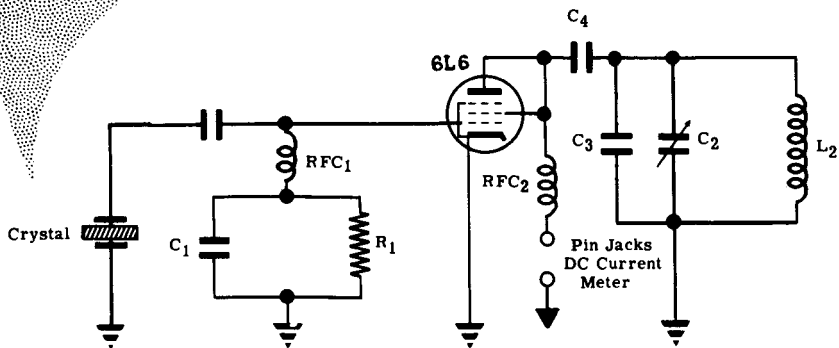 6L6
C4
RFC1
C3
C2
L2
RFC2
Crystal
C1
R1
Pin Jacks
DC Current
Meter